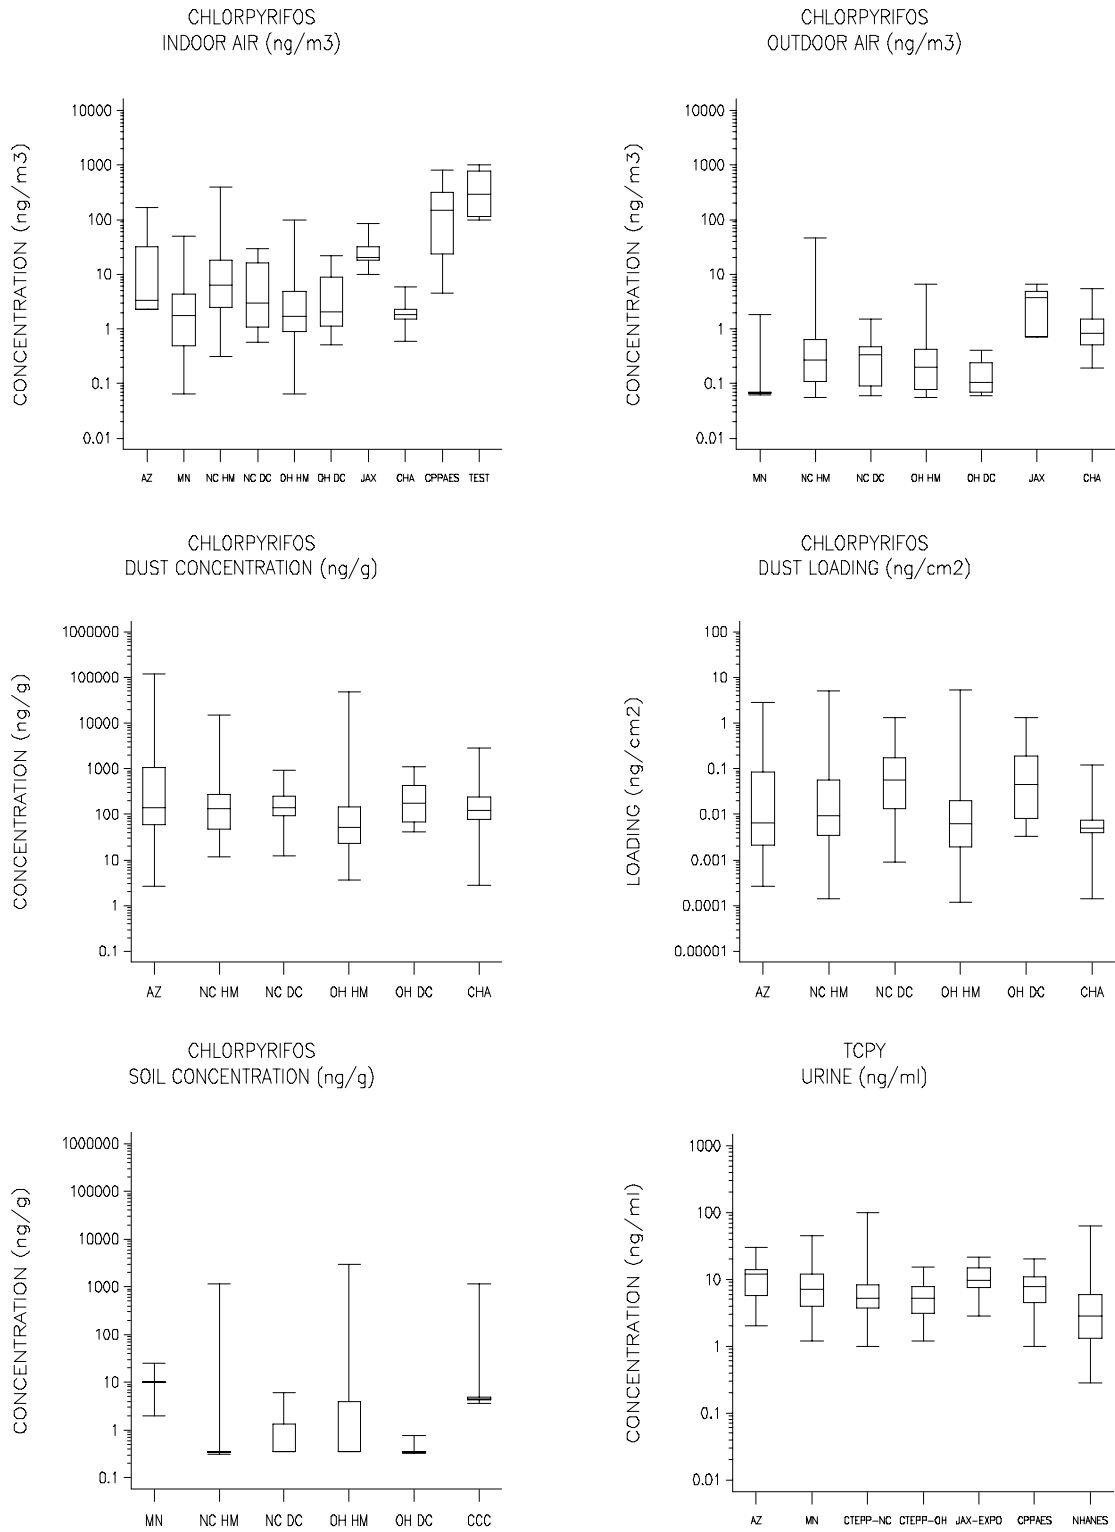 CHLORPYRIFOS
INDOOR AIR (ng/m3)
CONCENTRATION (ng/m3)
10000
1000
100
10
1
0.1
0.01
AZ MN NC HM NC DC OH HM OH DC JAX CHA CPPAES TEST
CHLORPYRIFOS
OUTDOOR AIR (ng/m3)
CONCENTRATION (ng/m3)
10000
1000
100
10
1
0.1
0.01
MN NC HM NC DC OH HM OH DC JAX CHA
CHLORPYRIFOS
DUST CONCENTRATION (ng/g)
CONCENTRATION (ng/g)
1000000
100000
10000
1000
100
10
1
0.1
AZ NC HM NC DC OH HM OH DC CHA
CHLORPYRIFOS
DUST LOADING (ng/cm2)
LOADING (ng/cm2)
100
10
1
0.1
0.01
0.001
0.0001
0.00001
AZ NC HM NC DC OH HM OH DC CHA
CHLORPYRIFOS
SOIL CONCENTRATION (ng/g)
CONCENTRATION (ng/g)
1000000
100000
10000
1000
100
10
1
0.1
MN NC HM NC DC OH HM OH DC CCC
TCPY
URINE (ng/ml)
CONCENTRATION (ng/ml)
1000
100
10
1
0.1
0.01
AZ MN CTEPP-NC CTEPP-OH JAX-EXPO CPPAES NHANES